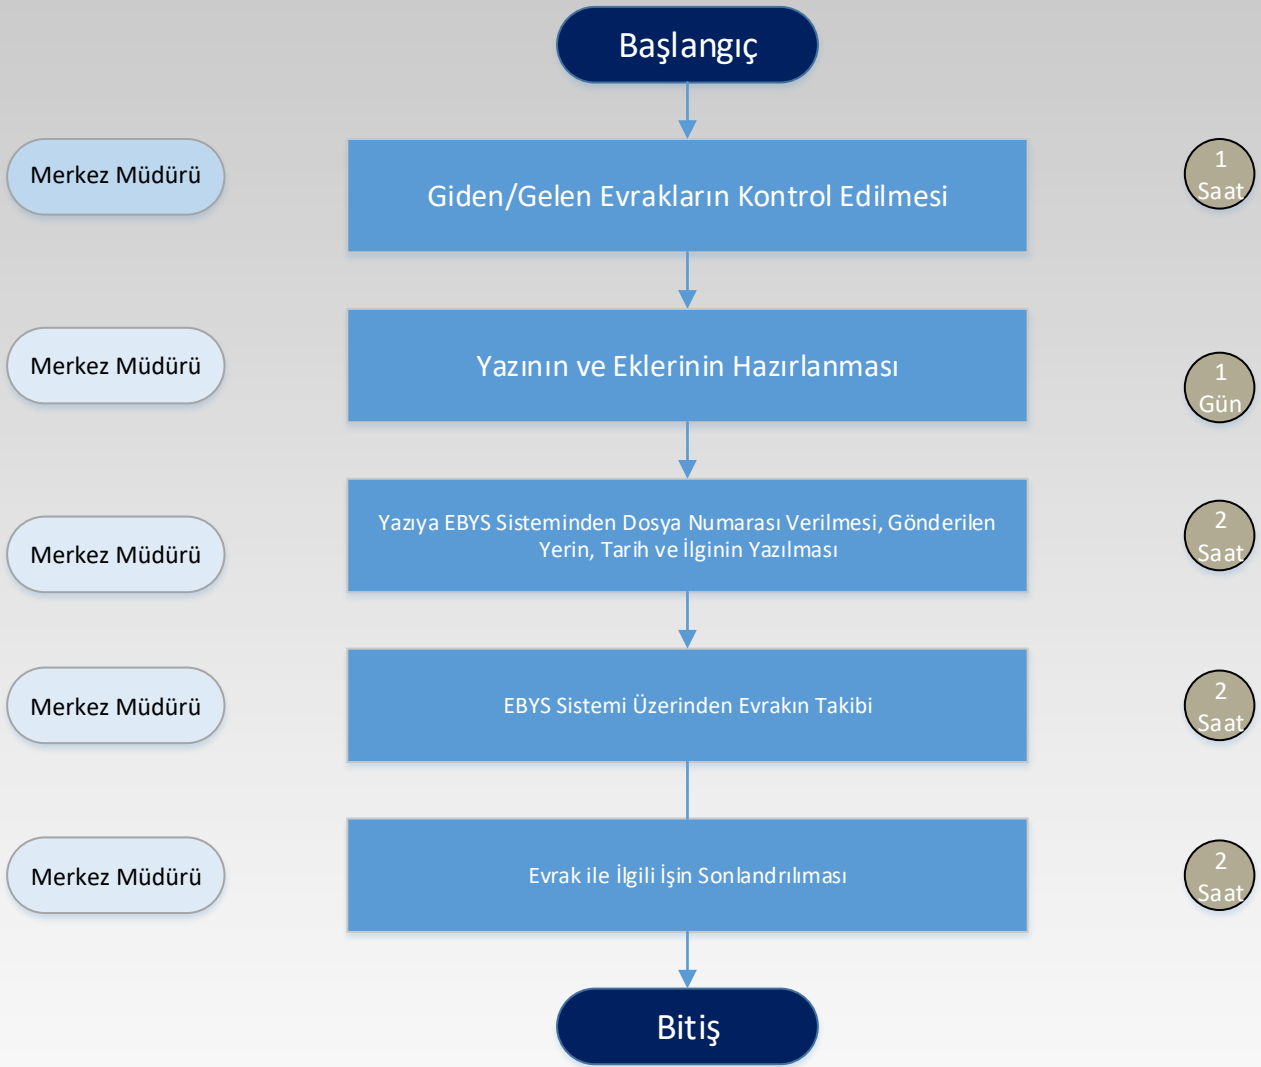 Başlangıç
Merkez Müdürü
Giden/Gelen Evrakların Kontrol Edilmesi
1
Saat
Merkez Müdürü
Yazının ve Eklerinin Hazırlanması
1
Gün
Merkez Müdürü
Yazıya EBYS Sisteminden Dosya Numarası Verilmesi, Gönderilen
Yerin, Tarih ve İlginin Yazılması
2
Saat
Merkez Müdürü
EBYS Sistemi Üzerinden Evrakın Takibi
2
Saat
Merkez Müdürü
Evrak ile İlgili İşin Sonlandrılıması
2
Saat
Bitiş